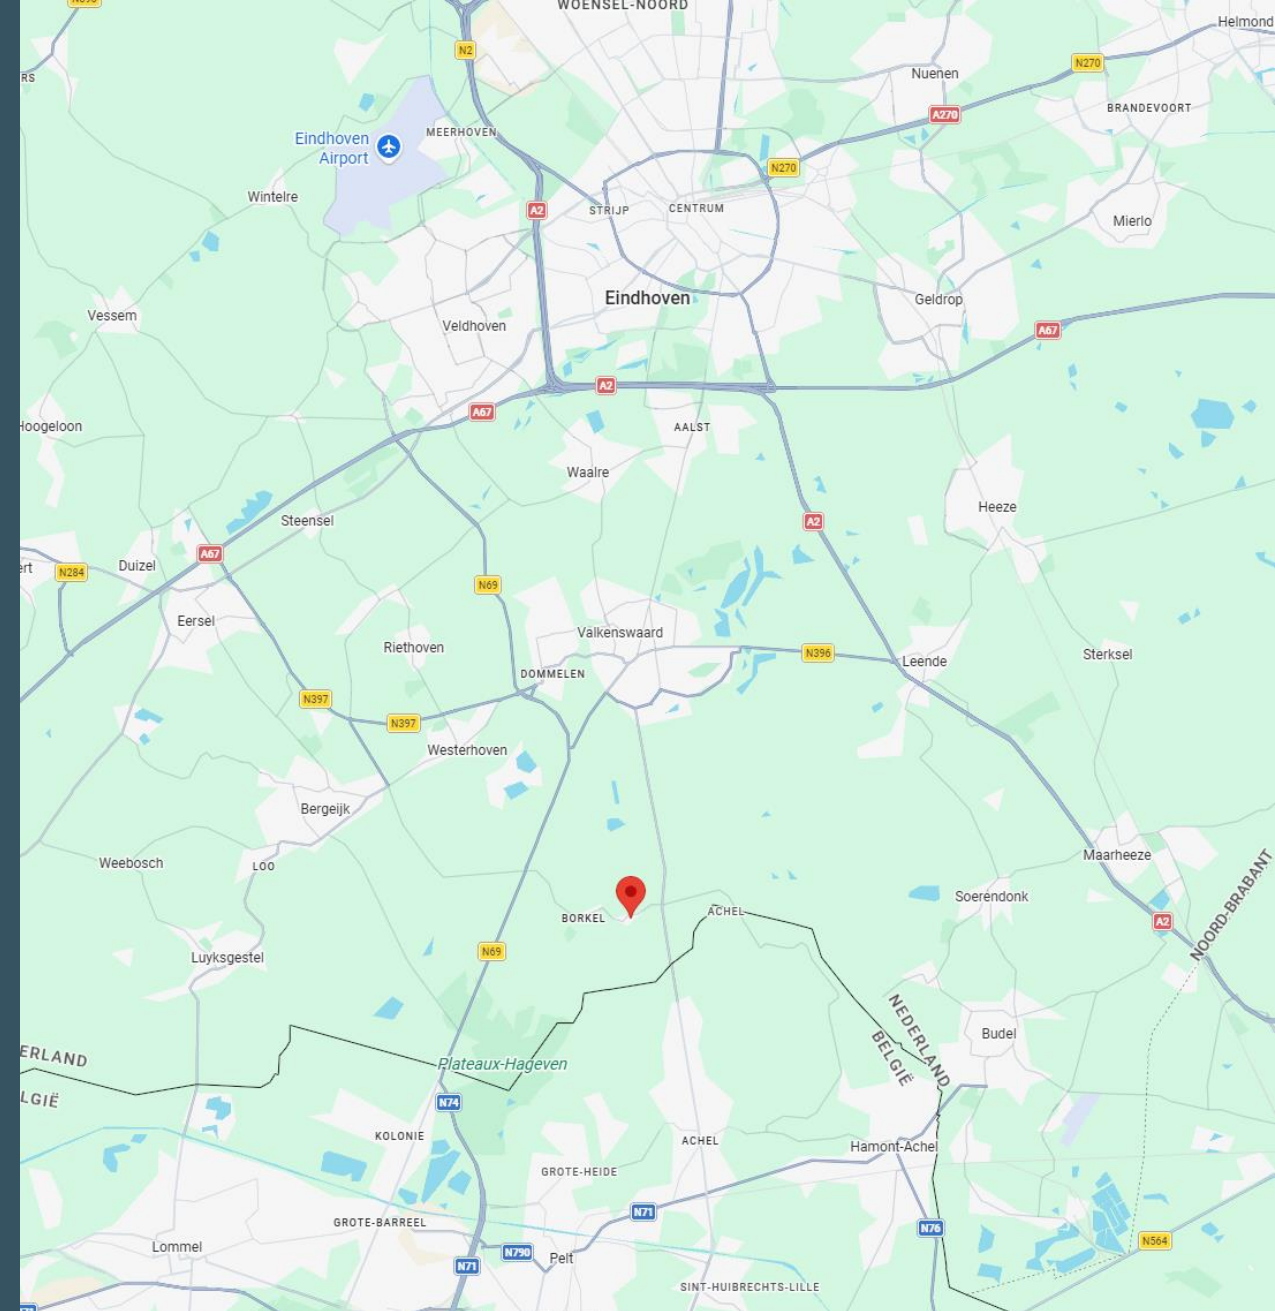 WOENSEL-NOORD
Helmond
N2
RS
Nuenen
N270
A270
BRANDEVOORT
MEERHOVEN
Eindhoven
Airport
N270
Wintelre
A2
STRIJP
CENTRUM
Mierlo
Eindhoven
Geldrop
Vessem
Veldhoven
A67
A2
A67
Hoogeloon
AALST
Waalre
Heeze
Steensel
A2
A67
Duizel
ert
N284
N69
Eersel
Valkenswaard
Riethoven
N396
Leende
Sterksel
DOMMELEN
N397
N397
Westerhoven
Bergeijk
Maarheeze
Weebosch
LOO
Soerendonk
NOORD-BRABANT
BORKEL
ACHEL
A2
N69
Luyksgestel
NEDERLAND
BELGIË
Budel
ERLAND
LGIË
Plateaux-Hageven
N74
KOLONIE
ACHEL
Hamont-Achel
GROTE-HEIDE
N71
GROTE-BARREEL
N76
Lommel
N790
Pelt
N564
N71
SINT-HUIBRECHTS-LILLE